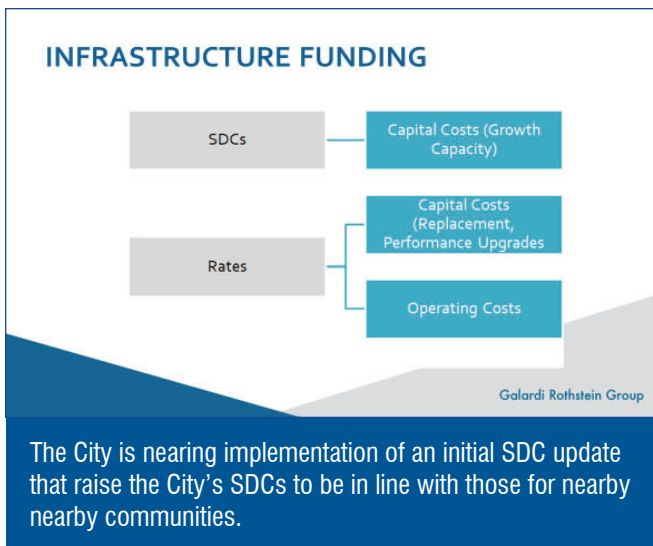 INFRASTRUCTURE FUNDING
SDCs
Capital Costs (Growth
Capacity)
Rates
Capital Costs
(Replacement,
Performance Upgrades
Operating Costs
Galardi Rothstein Group
The City is nearing implementation of an initial SDC update
that raise the City’s SDCs to be in line with those for nearby
nearby communities.